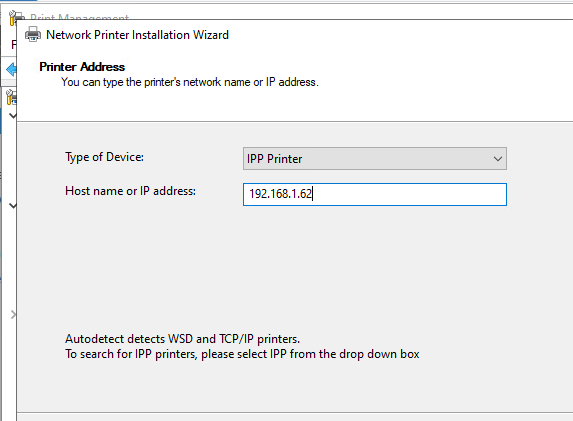 Print Management
Network Printer Installation Wizard
Printer Address
You can type the printer's network name or IP address.
Type of Device:
IPP Printer
Host name or IP address:
192.168.1.62
Autodetect detects WSD and TCP/IP printers.
To search for IPP printers, please select IPP from the drop down box